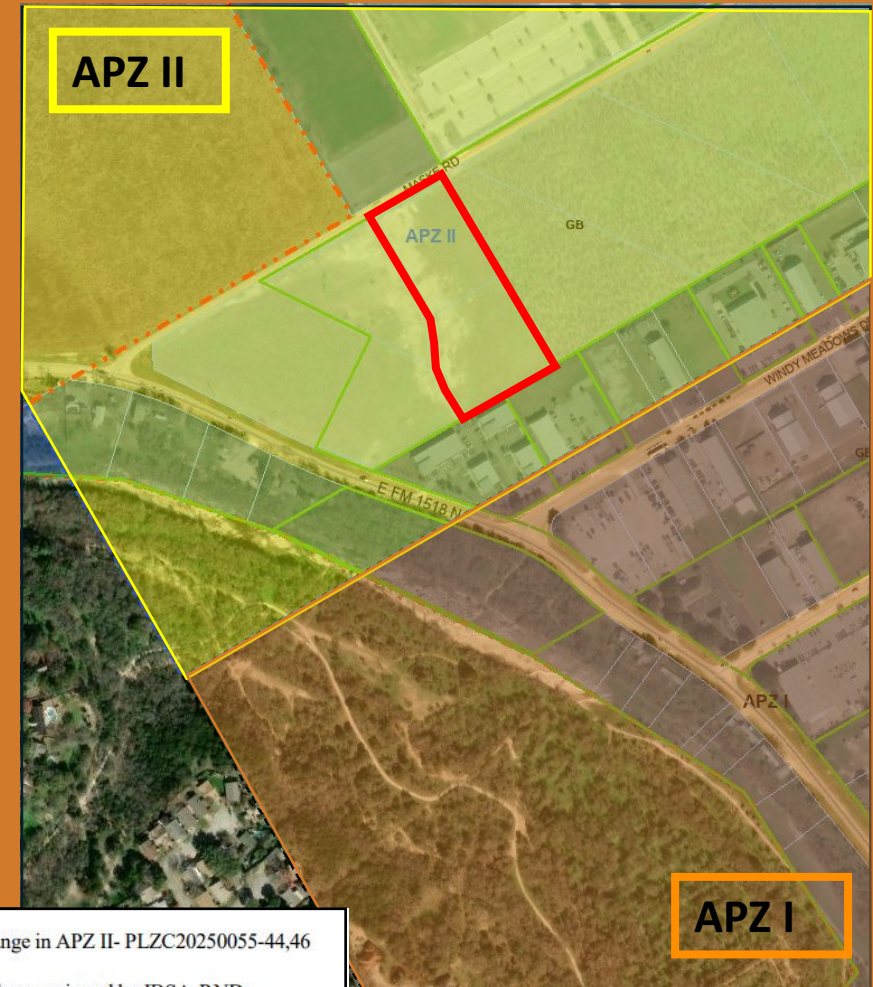 APZ II
MASKE RD
APZ II
GB
WINDY MEADOWS
E FM 1518 N
APZ I
APZ I
nge in APZ II- PLZC20250055-44,46